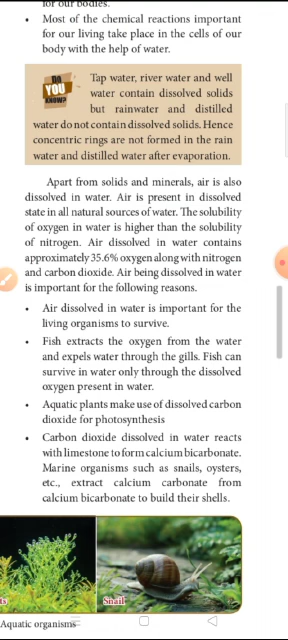 for our bodies.
• Most of the chemical reactions important
for our living take place in the cells of our
body with the help of water.
DO
YOU
KNOW?
Tap water, river water and well
water contain dissolved solids
but rainwater and distilled
water do not contain dissolved solids. Hence
concentric rings are not formed in the rain
water and distilled water after evaporation.
Apart from solids and minerals, air is also
dissolved in water. Air is present in dissolved
state in all natural sources of water. The solubility
of oxygen in water is higher than the solubility
of nitrogen. Air dissolved in water contains
approximately 35.6% oxygen along with nitrogen
and carbon dioxide. Air being dissolved in water
is important for the following reasons.
• Air dissolved in water is important for the
living organisms to survive.
• Fish extracts the oxygen from the water
and expels water through the gills. Fish can
survive in water only through the dissolved
oxygen present in water.
• Aquatic plants make use of dissolved carbon
dioxide for photosynthesis
• Carbon dioxide dissolved in water reacts
with limestone to form calcium bicarbonate.
Marine organisms such as snails, oysters,
etc., extract calcium carbonate from
calcium bicarbonate to build their shells.
ts
Snail
Aquatic organisms